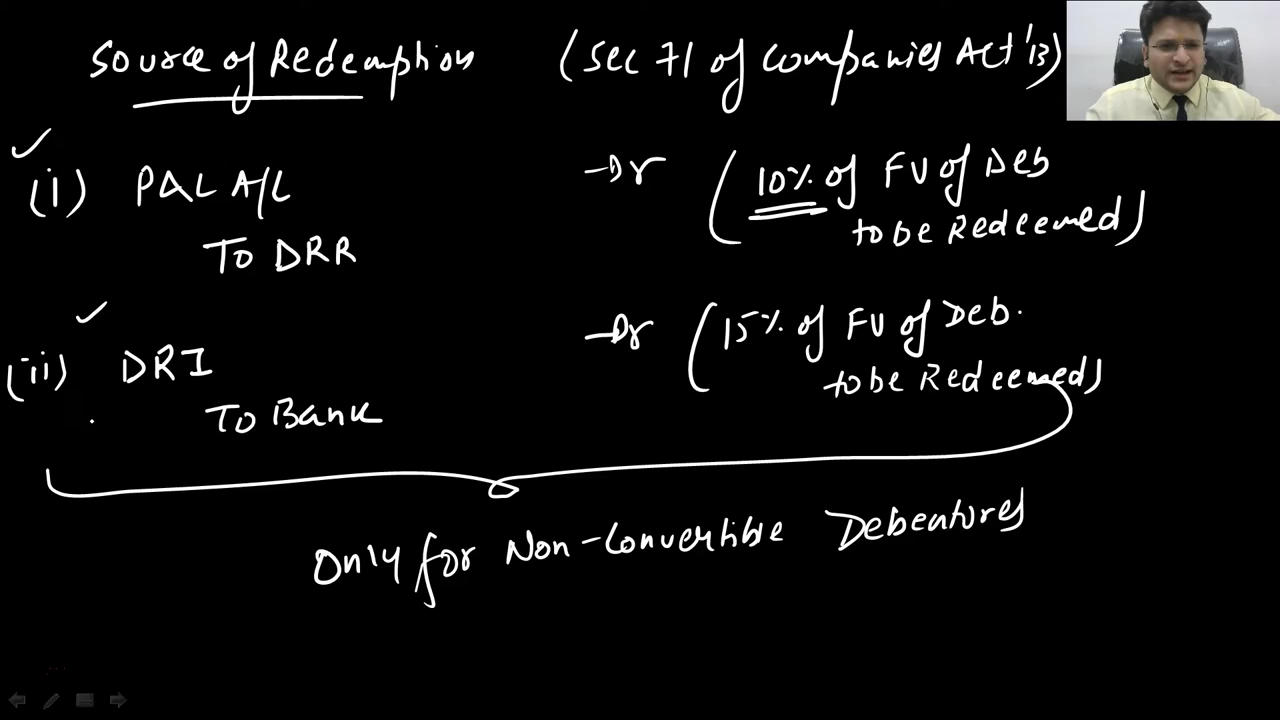 Source of Redemption (Sec 71 of Companies Act '13)
(i) P&L A/c Dr (10% of FV of Deb
to be Redeemed)
To DRR
(ii) DRI Dr (15% of FV of Deb.
to be Redeemed)
To Bank
Only for Non-Convertible Debentures